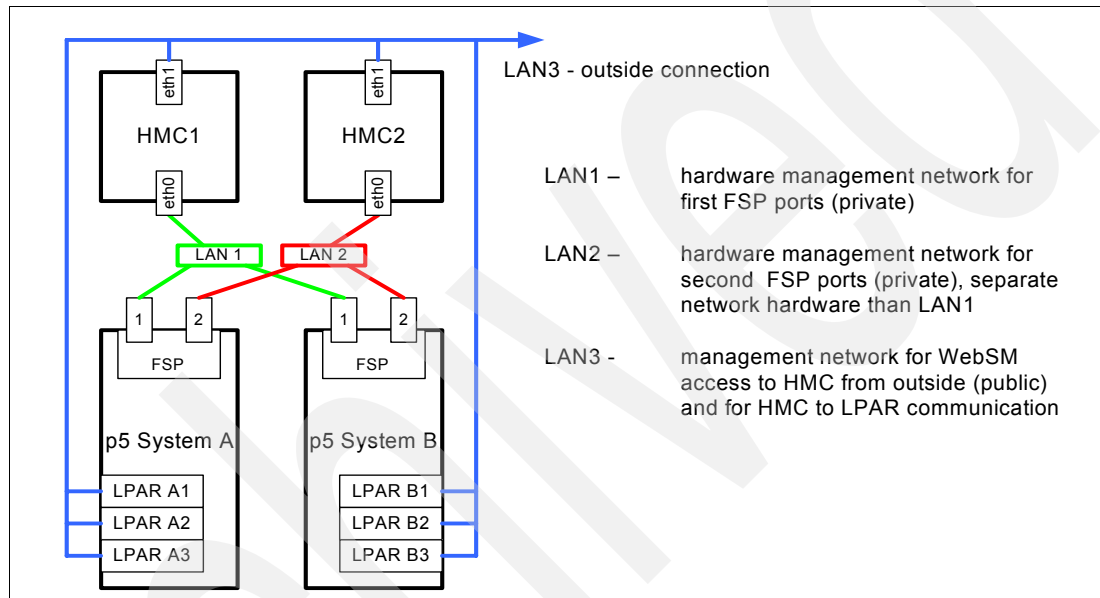 LAN3 - outside connection
eth1
eth1
HMC1
HMC2
eth0
eth0
LAN1 – hardware management network for
first FSP ports (private)
LAN 1
LAN 2
LAN2 – hardware management network for
second FSP ports (private), separate
network hardware than LAN1
1
2
1
2
FSP
FSP
LAN3 - management network for WebSM
access to HMC from outside (public)
and for HMC to LPAR communication
p5 System A
p5 System B
LPAR A1
LPAR B1
LPAR A2
LPAR B2
LPAR A3
LPAR B3